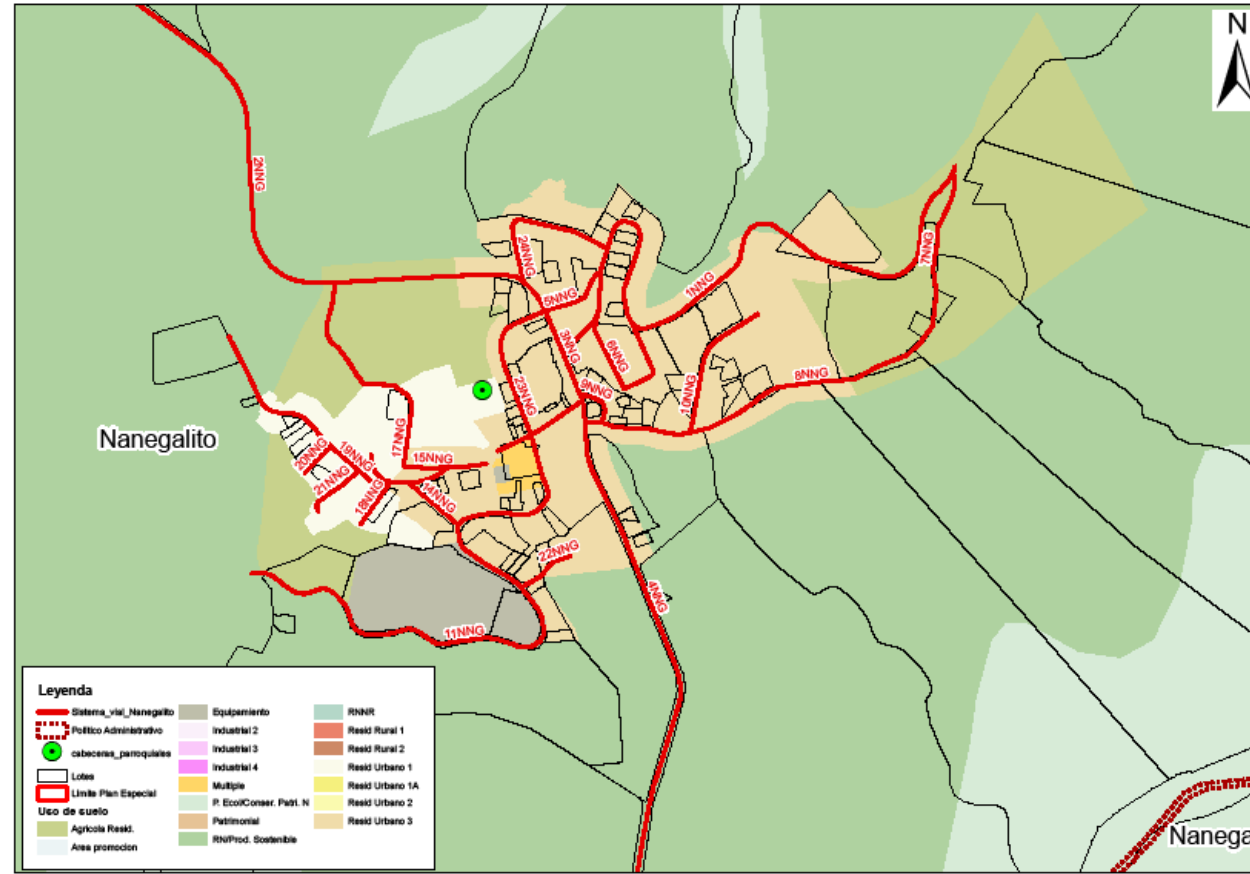 N
2NNG
24NNG
7NNG
1NNG
5NNG
3NNG
6NNG
8NNG
9NNG
23NNG
10NNG
Nanegalito
17NNG
19NNG
20NNG
15NNG
21NNG
18NNG
14NNG
22NNG
4NNG
11NNG
Nanega
Leyenda
Sistema_vial_Nanegalito
Político Administrativo
cabeceras_parroquiales
Lotes
Limite Plan Especial
Uso de suelo
Agricola Resid.
Area promocion
Equipamiento
Industrial 2
Industrial 3
Industrial 4
Multiple
P. Ecol/Conser. Patri. N
Patrimonial
RN/Prod. Sostenible
RNNR
Resid Rural 1
Resid Rural 2
Resid Urbano 1
Resid Urbano 1A
Resid Urbano 2
Resid Urbano 3